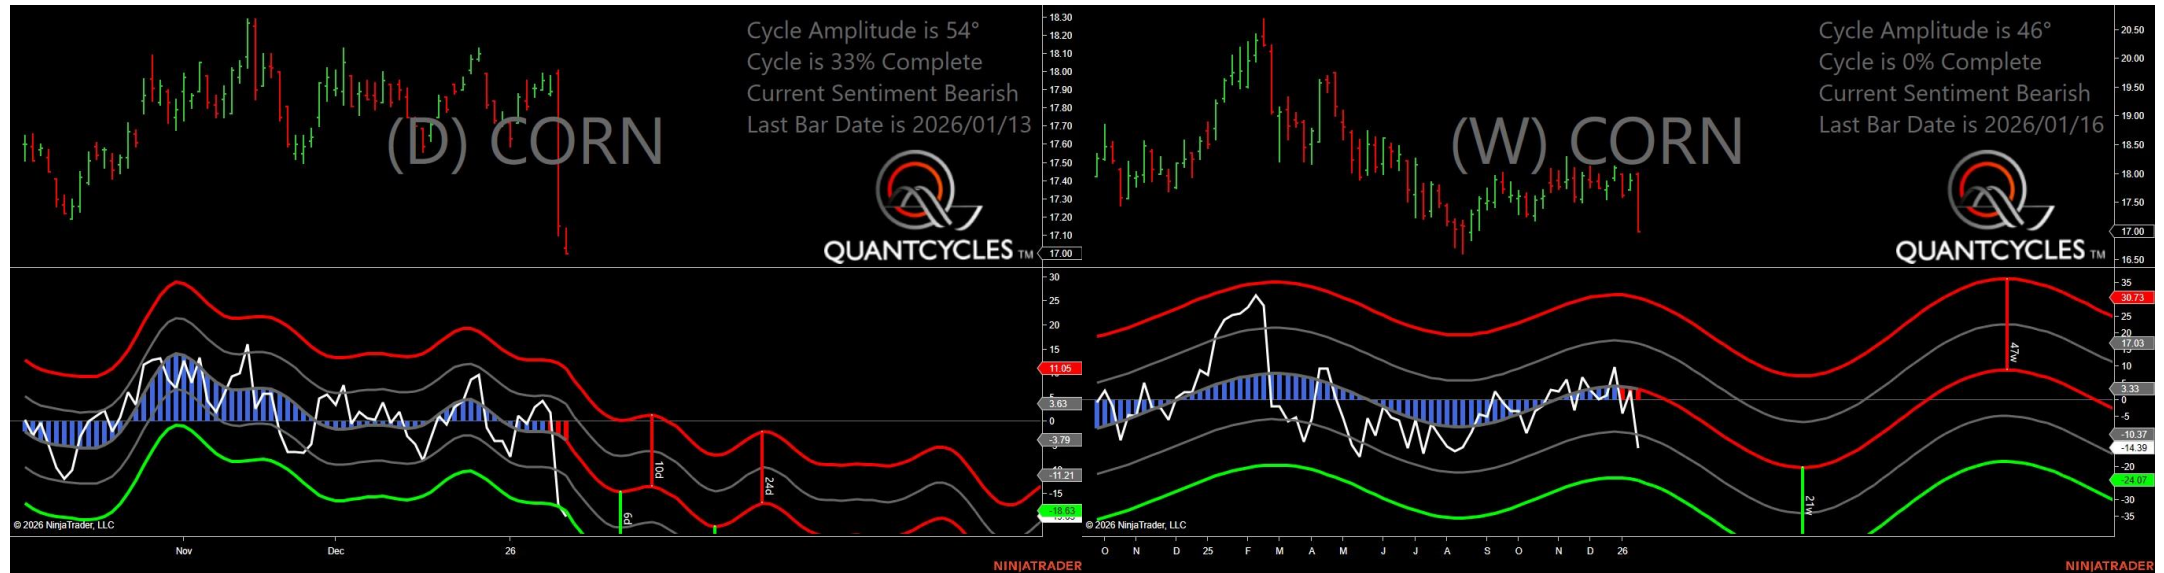 Cycle Amplitude is 54°
Cycle is 33% Complete
Current Sentiment Bearish
Last Bar Date is 2026/01/13
(D) CORN
QUANTCYCLES TM
18.30
18.20
18.10
18.00
17.90
17.80
17.70
17.60
17.50
17.40
17.30
17.20
17.10
17.00
30
25
20
15
11.05
5
3.63
0
-3.79
-11.21
-15
-18.63
10d
24d
6d
© 2026 NinjaTrader, LLC
Nov
Dec
26
NINJATRADER
Cycle Amplitude is 46°
Cycle is 0% Complete
Current Sentiment Bearish
Last Bar Date is 2026/01/16
(W) CORN
QUANTCYCLES TM
20.50
20.00
19.50
19.00
18.50
18.00
17.50
17.00
16.50
35
30.73
25
20
17.03
15
10
5
3.33
0
-5
-10.37
-14.39
-20
-24.07
-30
-35
47w
21w
© 2026 NinjaTrader, LLC
O N D 25 F M A M J J A S O N D 26
NINJATRADER